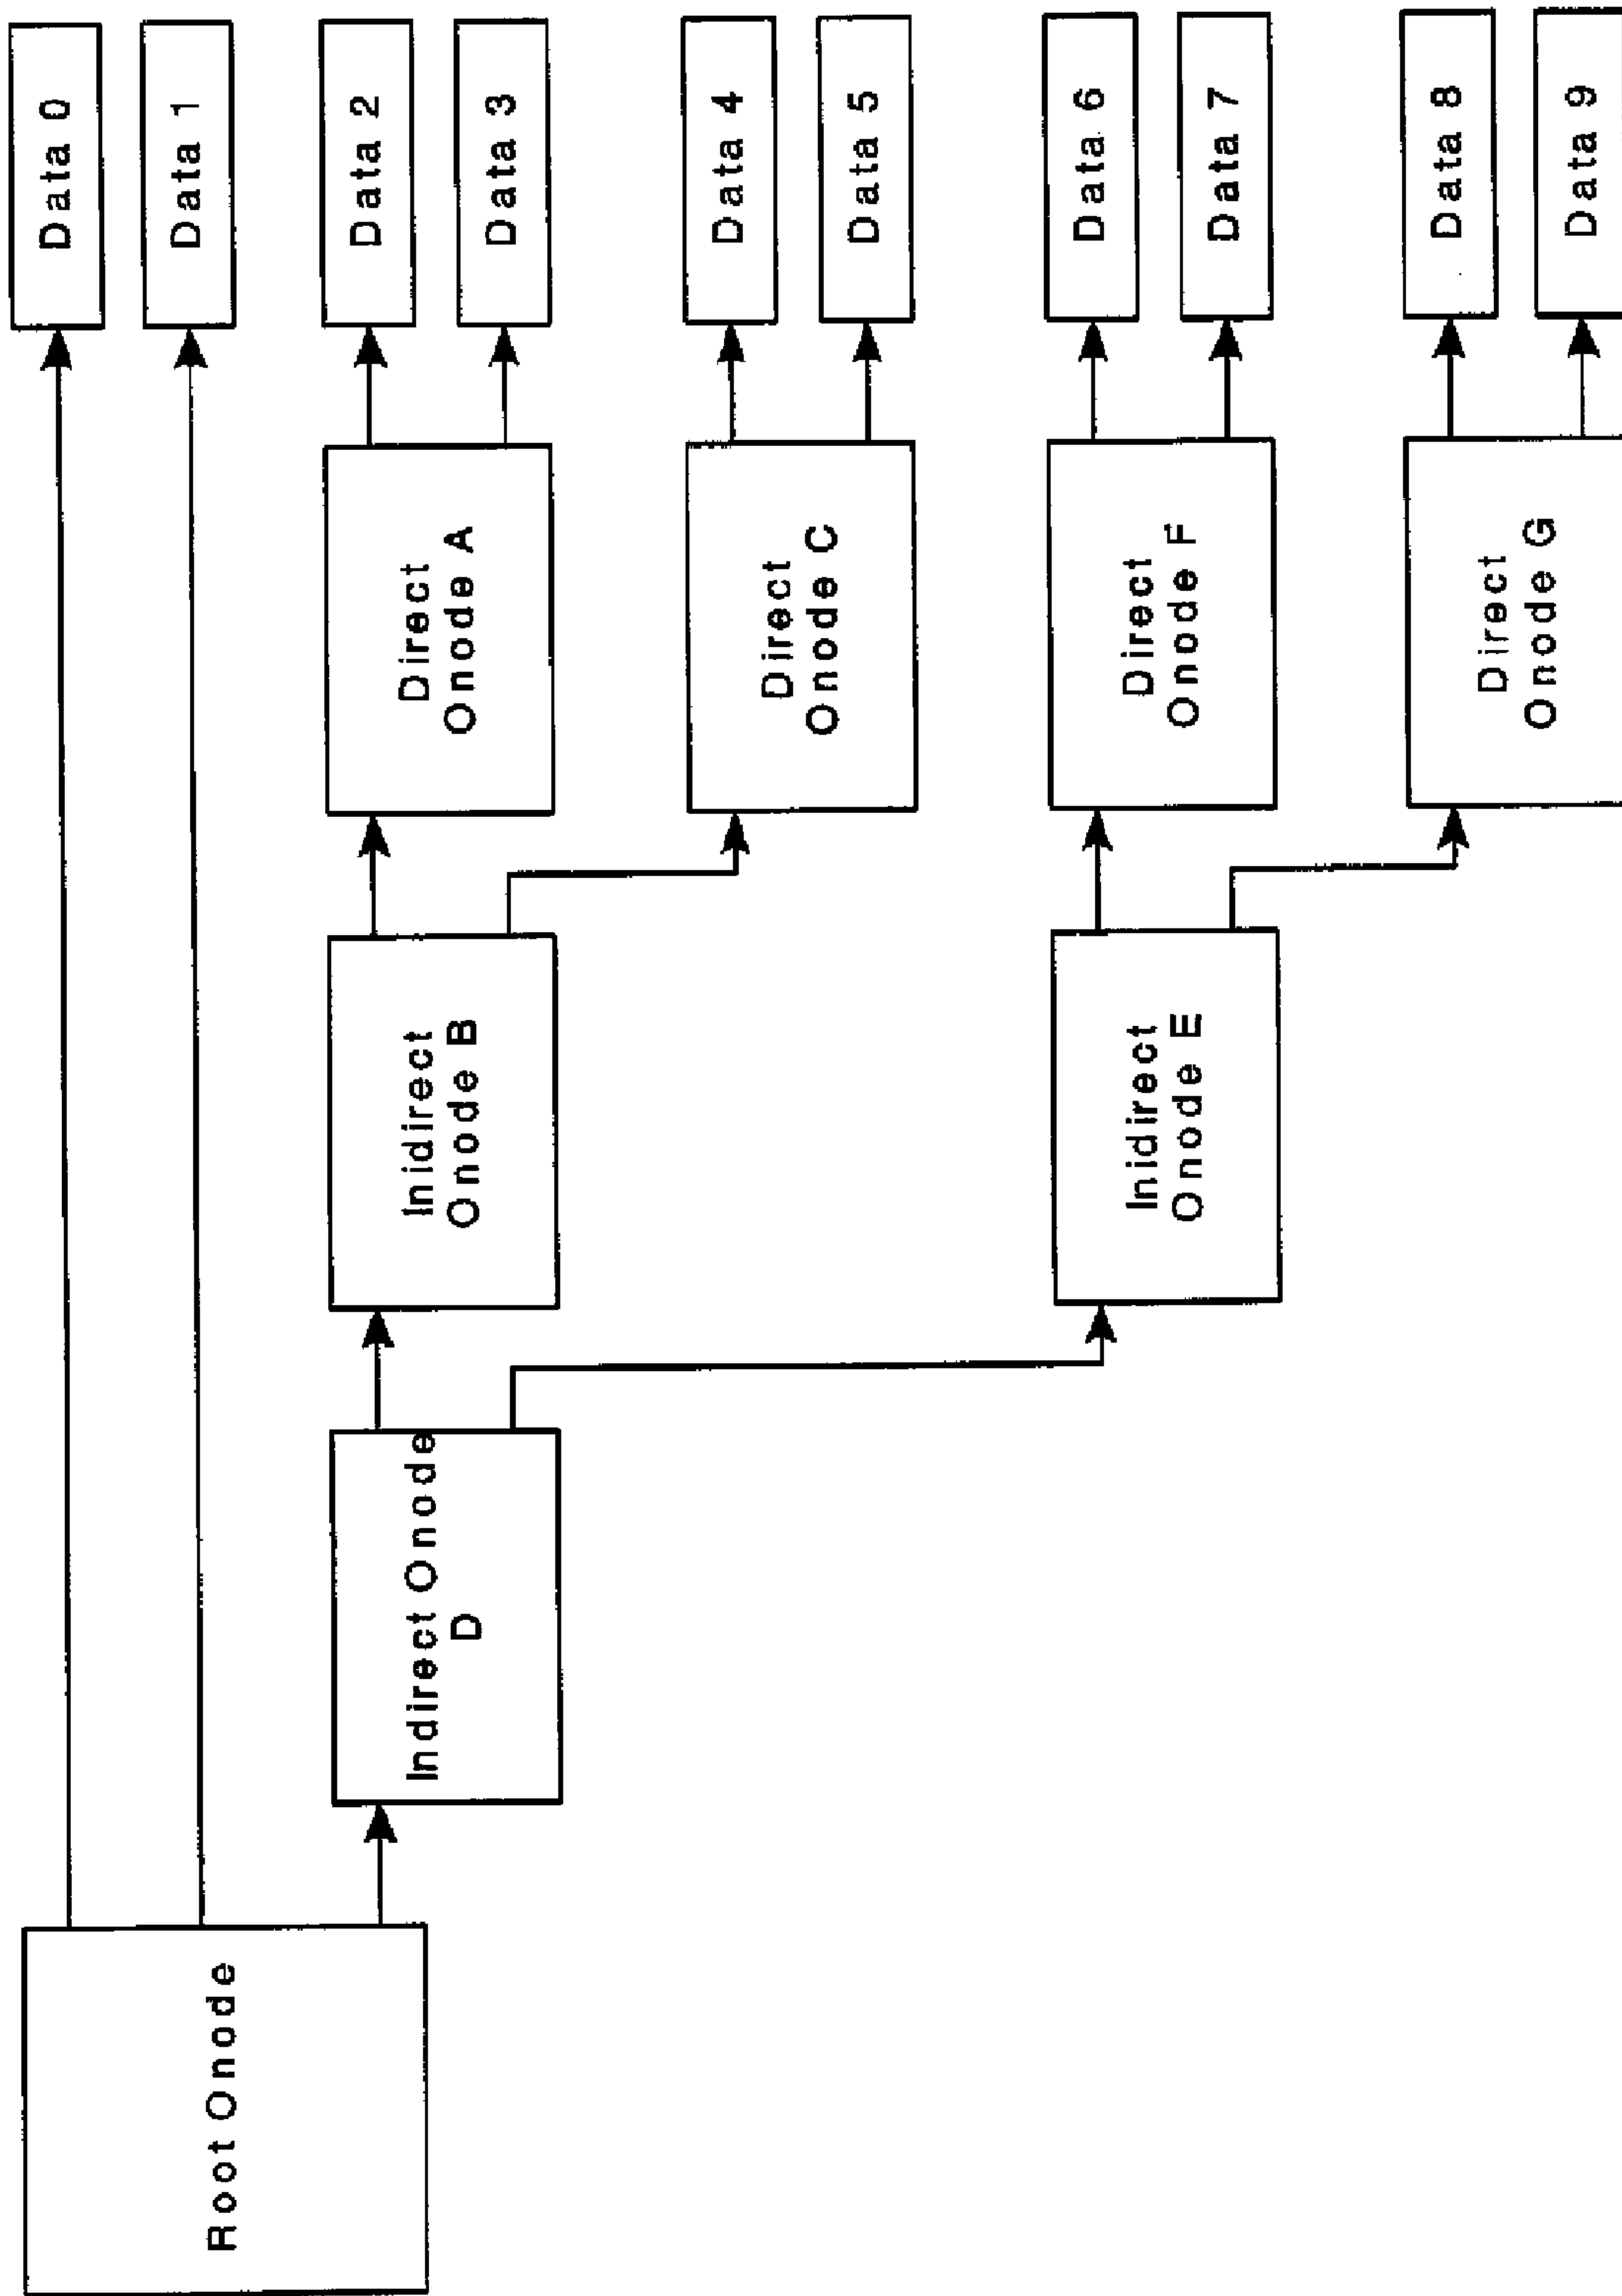 Root Onode
Indirect Onode
D
Inidirect
Onode B
Inidirect
Onode E
Direct
Onode A
Direct
Onode C
Direct
Onode F
Direct
Onode G
Data 0
Data 1
Data 2
Data 3
Data 4
Data 5
Data 6
Data 7
Data 8
Data 9